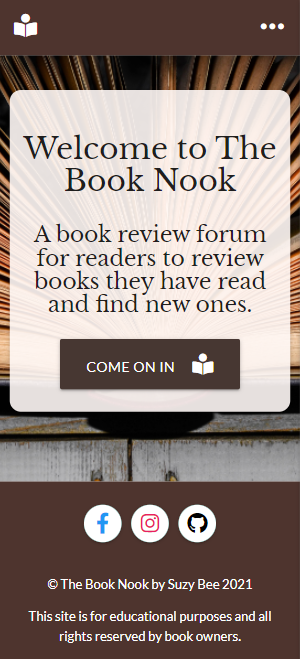 Welcome to The
Book Nook
A book review forum
for readers to review
books they have read
and find new ones.
COME ON IN
© The Book Nook by Suzy Bee 2021
This site is for educational purposes and all
rights reserved by book owners.